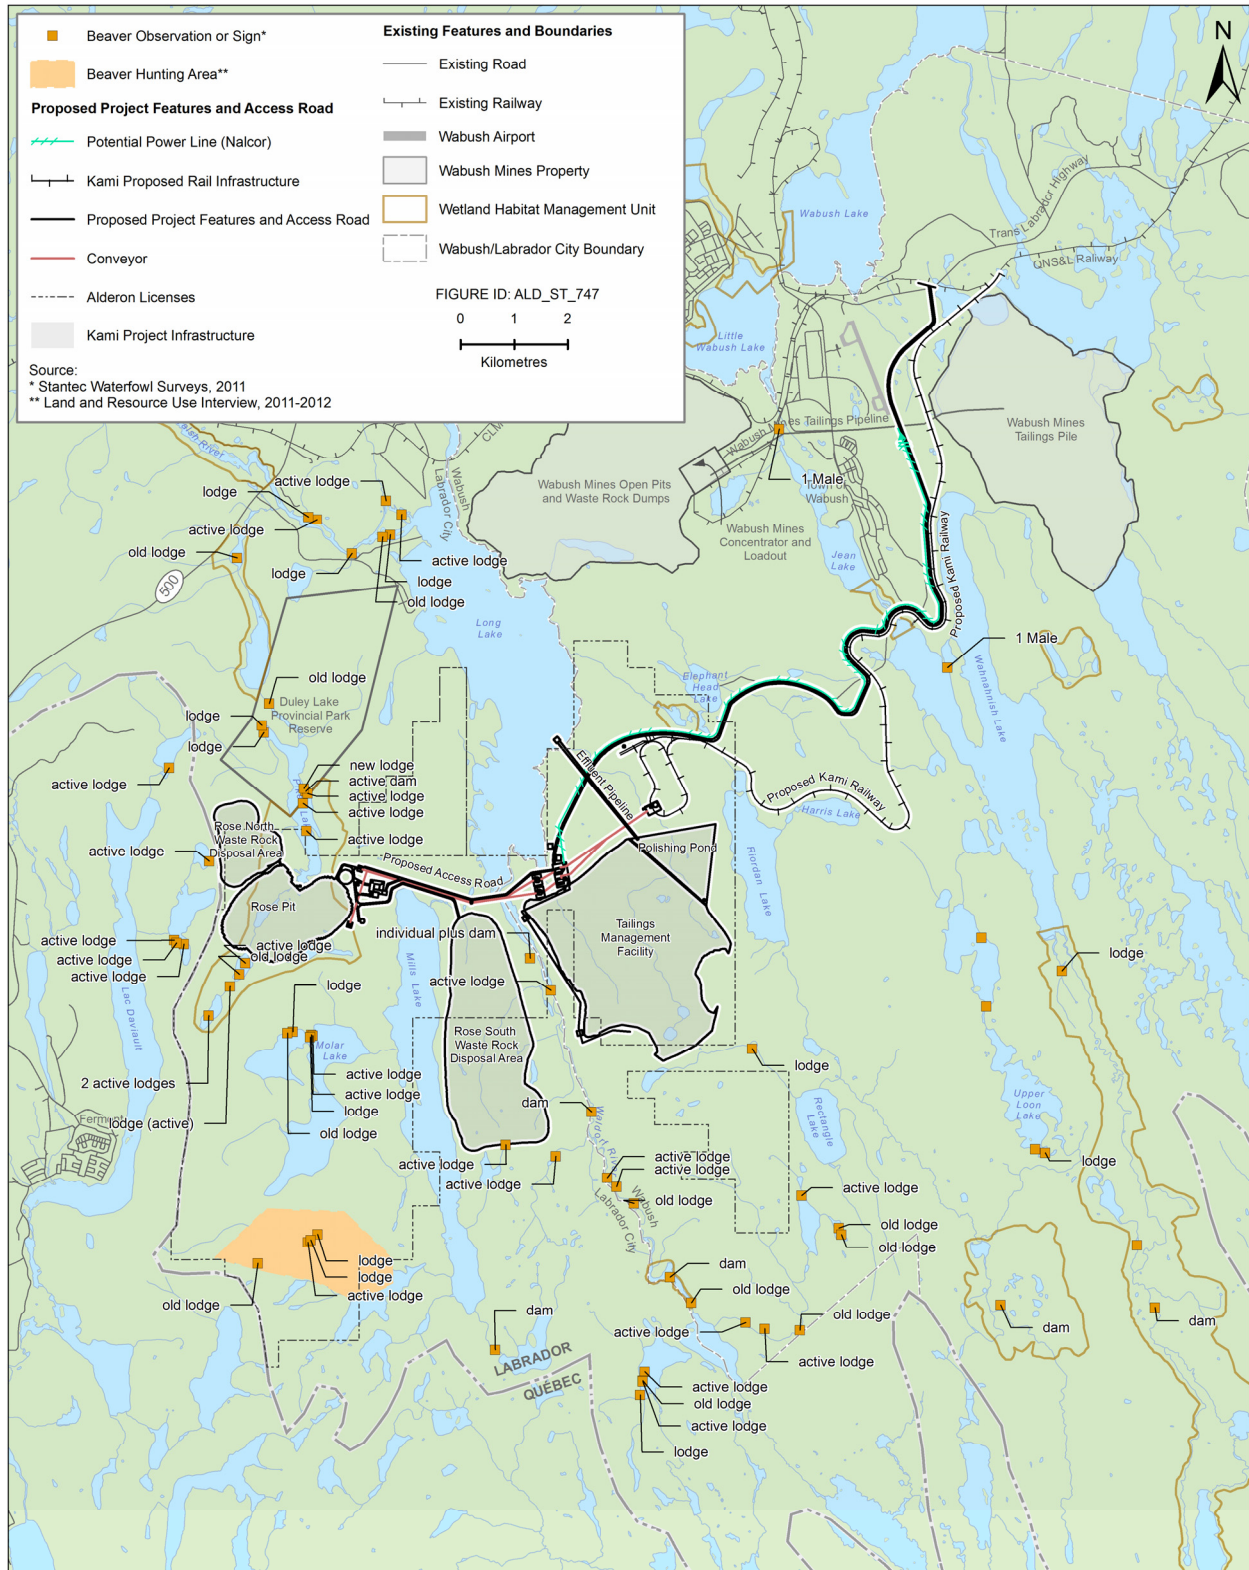 Beaver Observation or Sign*
Beaver Hunting Area**
Proposed Project Features and Access Road
Potential Power Line (Nalcor)
Kami Proposed Rail Infrastructure
Proposed Project Features and Access Road
Conveyor
Alderon Licenses
Kami Project Infrastructure
Source:
* Stantec Waterfowl Surveys, 2011
** Land and Resource Use Interview, 2011-2012
Existing Features and Boundaries
Existing Road
Existing Railway
Wabush Airport
Wabush Mines Property
Wetland Habitat Management Unit
Wabush/Labrador City Boundary
FIGURE ID: ALD_ST_747
0 1 2
Kilometres
N
Wabush Lake
Trans Labrador Highway
QNS&L Railway
Little
Wabush Lake
Wabush Mines Tailings Pipeline
Wabush Mines
Tailings Pile
Wabush Mines Open Pits
and Waste Rock Dumps
1 Male
Town of
Wabush
Wabush Mines
Concentrator and
Loadout
Jean
Lake
Proposed Kami Railway
Wabush
Labrador City
active lodge
lodge
active lodge
old lodge
lodge
active lodge
lodge
old lodge
500
Long
Lake
1 Male
Wahnahnish Lake
Elephant
Head
Lake
old lodge
Duley Lake
Provincial Park
Reserve
lodge
lodge
active lodge
new lodge
active dam
active lodge
active lodge
active lodge
Effluent Pipeline
Proposed Kami Railway
Harris Lake
Rose North
Waste Rock
Disposal Area
active lodge
Proposed Access Road
Polishing Pond
Riordan Lake
Rose Pit
Tailings
Management
Facility
individual plus dam
active lodge
active lodge
active lodge
active lodge
old lodge
Mills Lake
Lac Daviault
lodge
active lodge
lodge
Molar
Lake
Rose South
Waste Rock
Disposal Area
2 active lodges
active lodge
active lodge
lodge
old lodge
lodge (active)
Fermont
lodge
dam
Rectangle
Lake
Upper
Loon Lake
lodge
active lodge
active lodge
active lodge
active lodge
old lodge
Wabush
Labrador City
active lodge
old lodge
old lodge
lodge
lodge
active lodge
old lodge
dam
old lodge
dam
active lodge
old lodge
active lodge
dam
dam
LABRADOR
QUÉBEC
active lodge
old lodge
active lodge
lodge